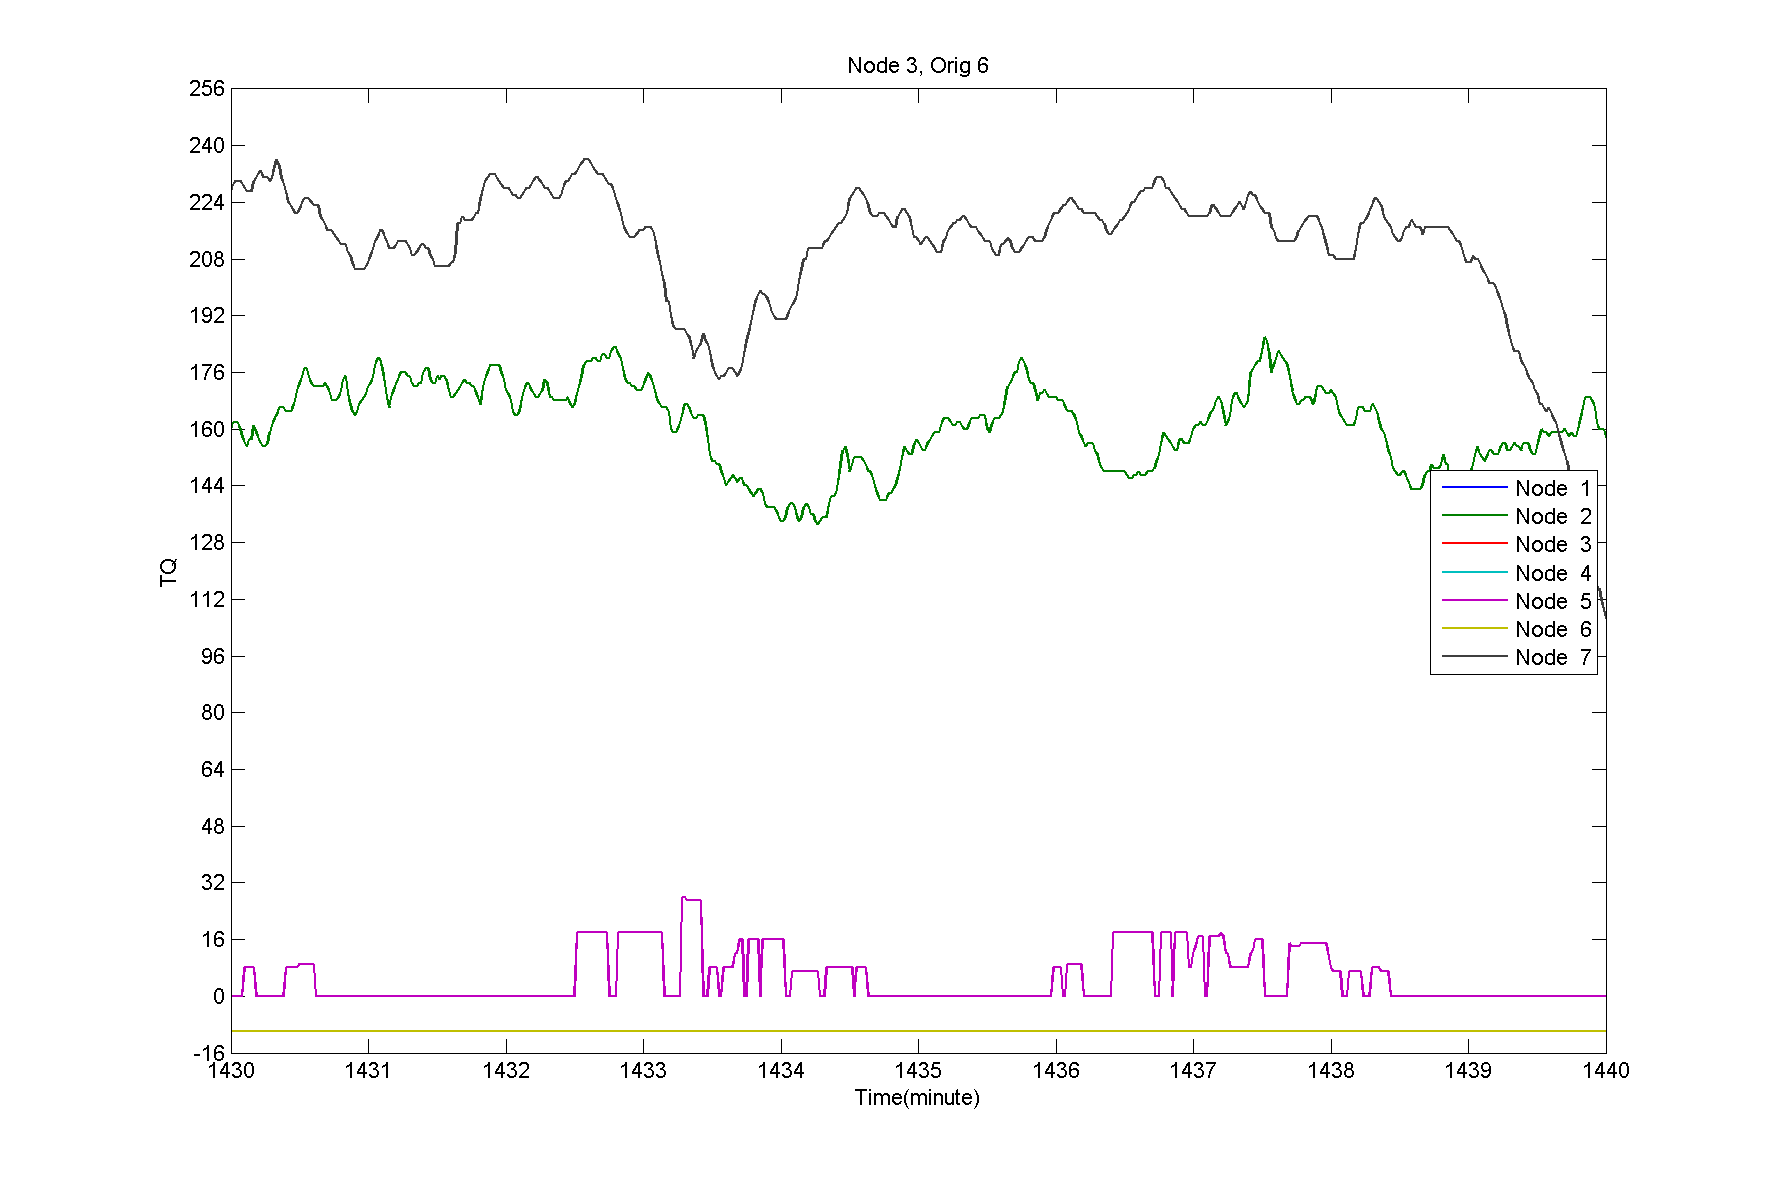 Node 3, Orig 6
256
240
224
208
192
176
160
144
128
112
96
80
64
48
32
16
0
-16
TQ
Node 1
Node 2
Node 3
Node 4
Node 5
Node 6
Node 7
1430 1431 1432 1433 1434 1435 1436 1437 1438 1439 1440
Time(minute)